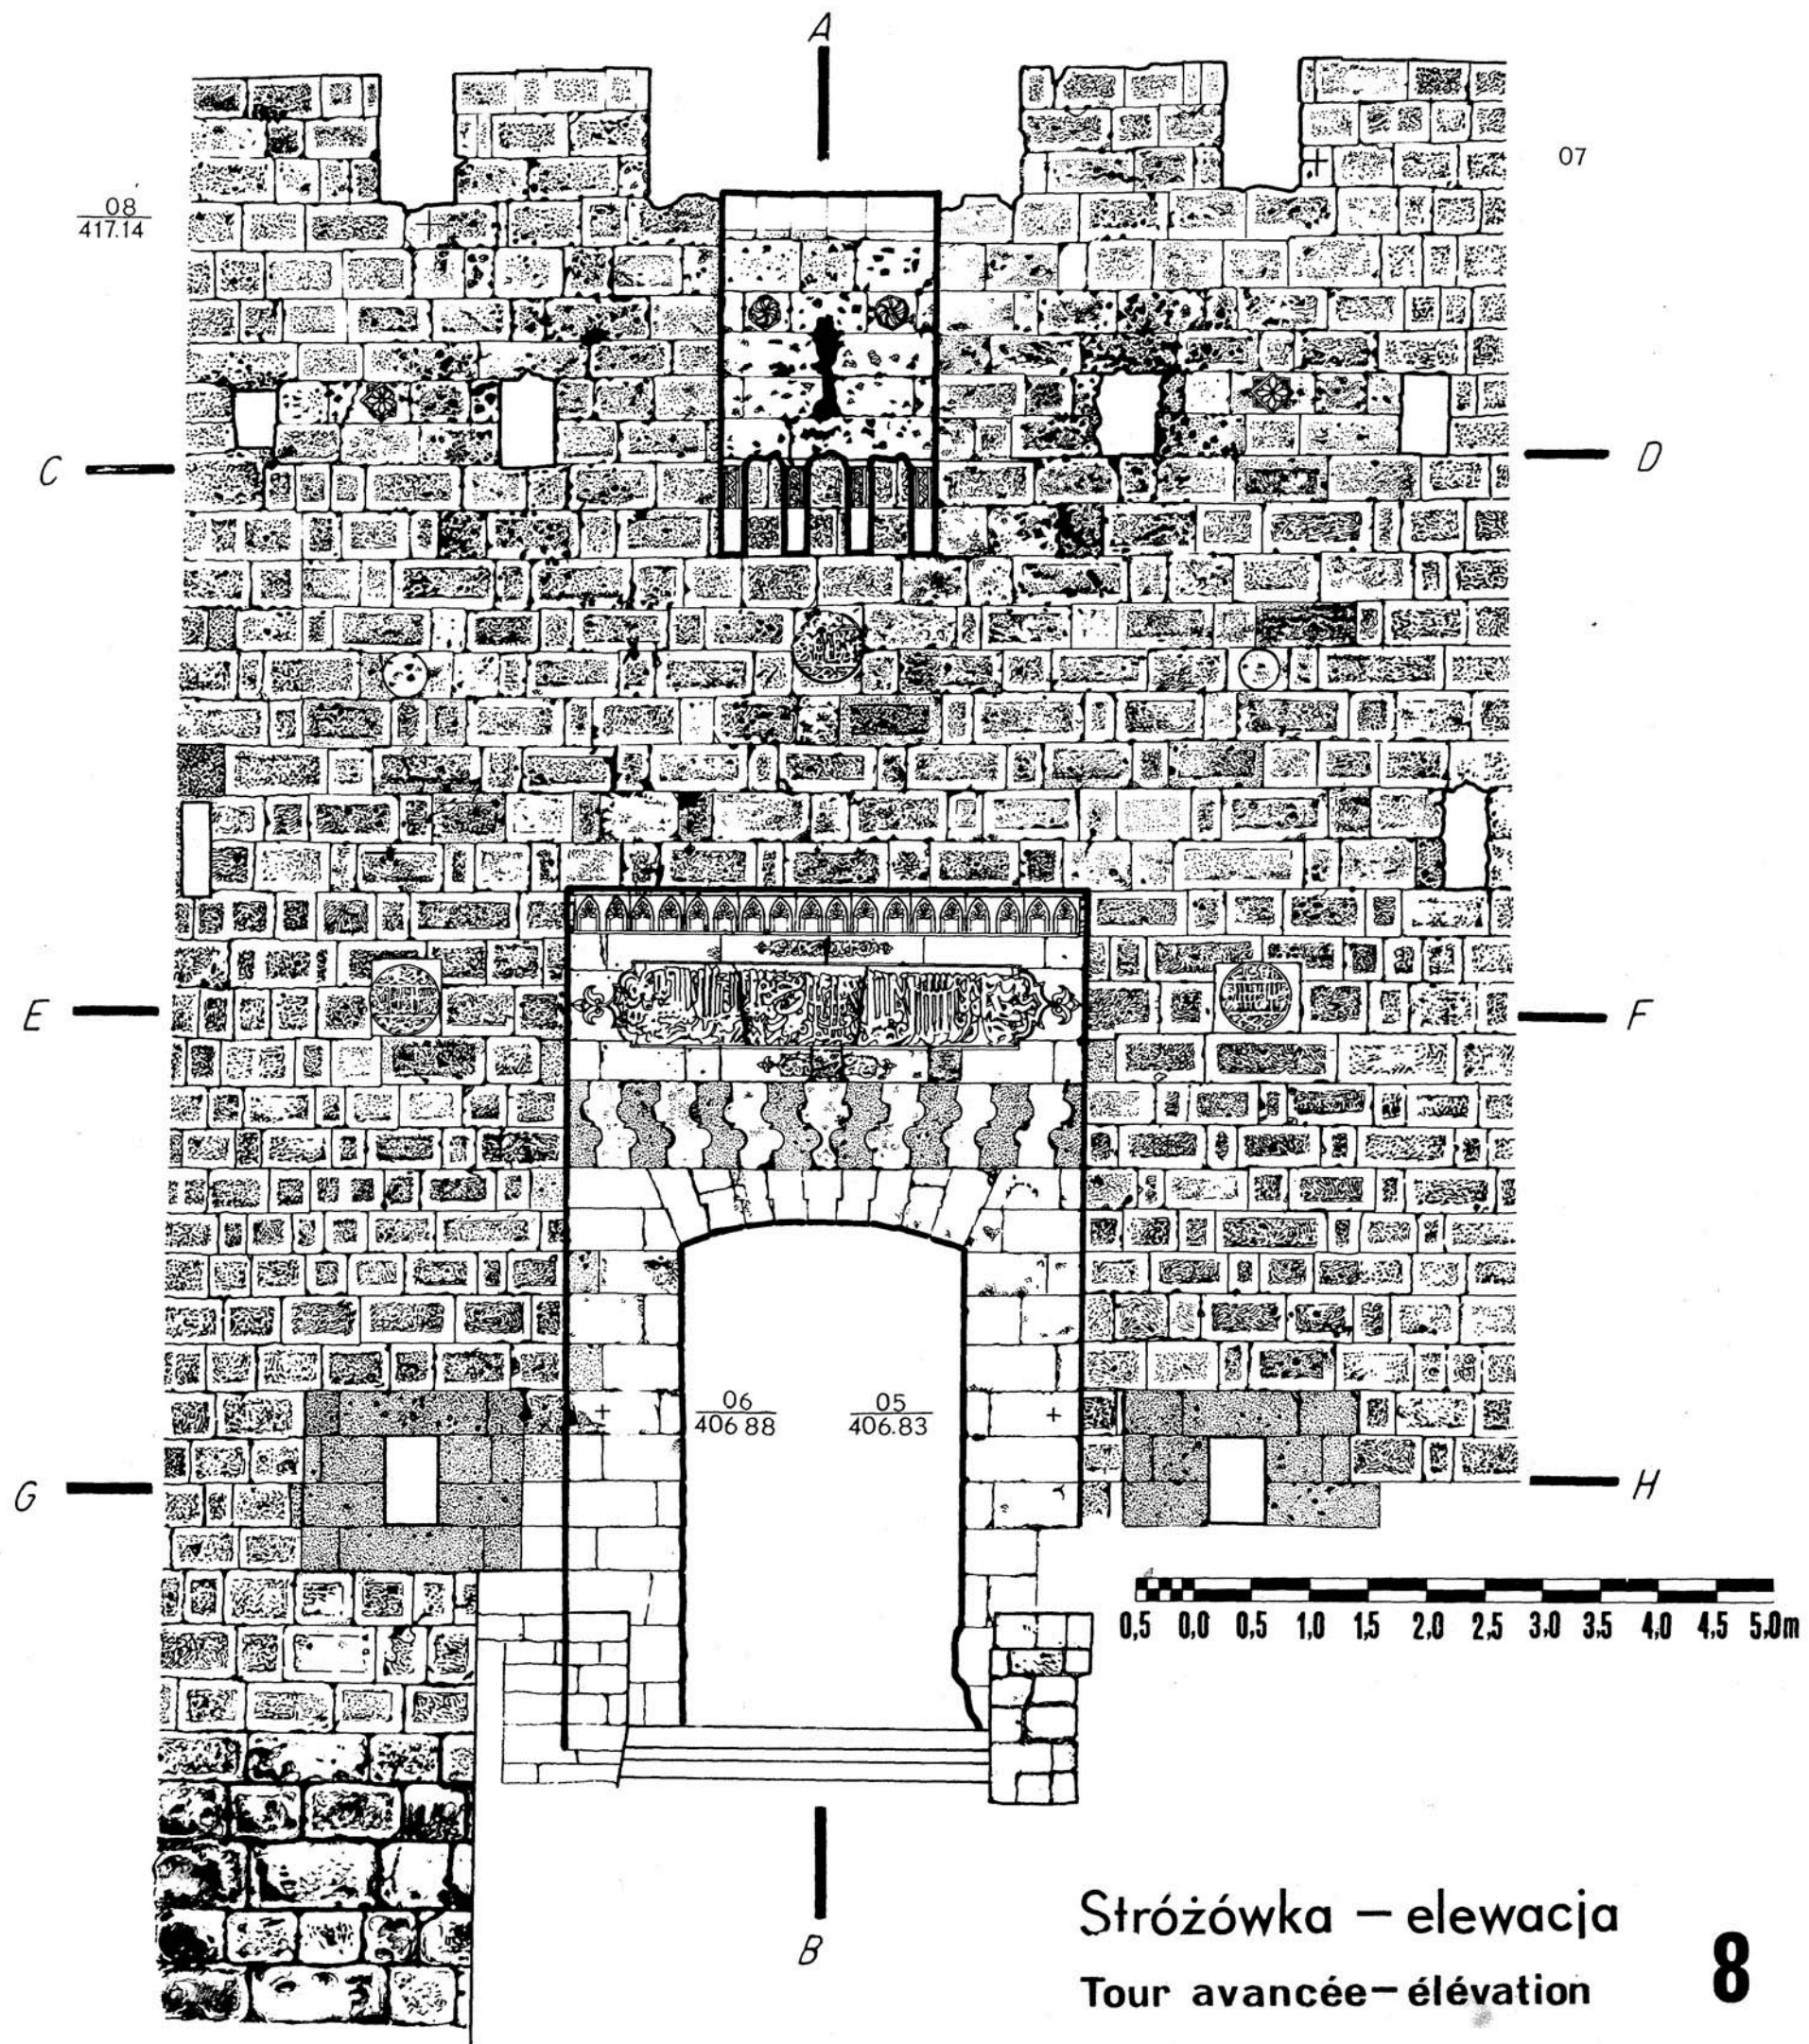 A
07
08
417.14
C
D
E
F
06
406 88
05
406.83
G
H
0,5 0,0 0,5 1,0 1,5 2,0 2,5 3,0 3.5 4,0 4,5 5,0m
B
Stróżówka – elewacja
Tour avancée – élévation
8